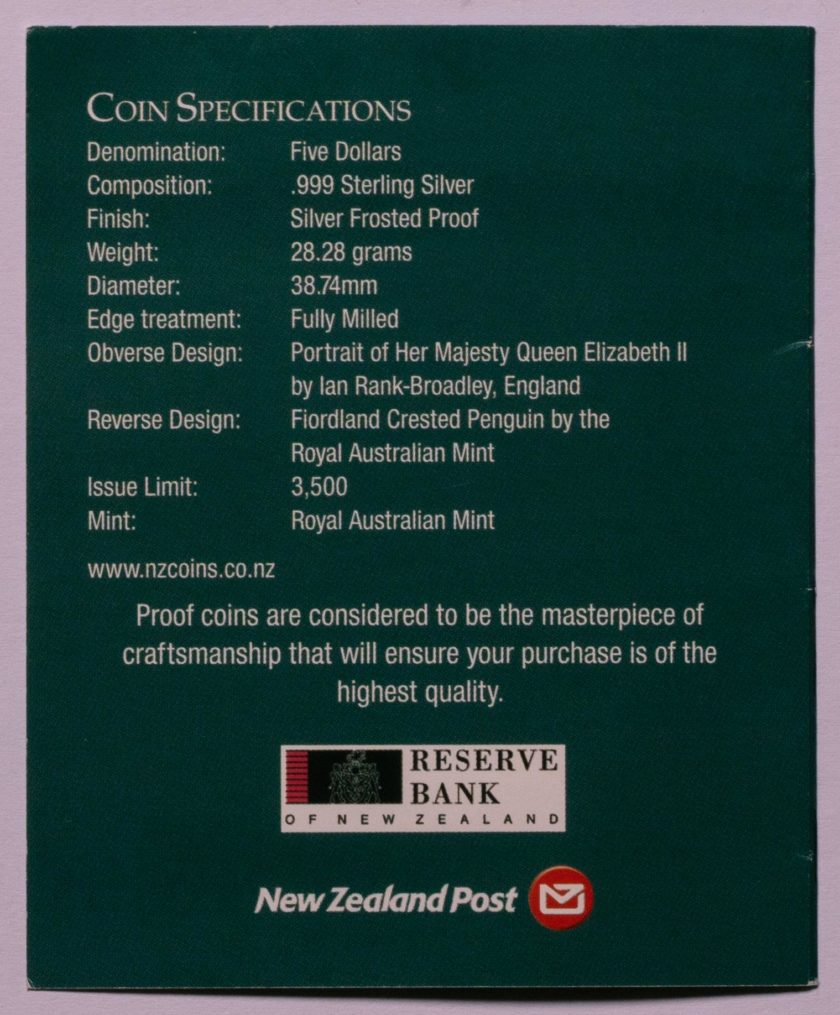 COIN SPECIFICATIONS
Denomination: Five Dollars
Composition: .999 Sterling Silver
Finish: Silver Frosted Proof
Weight: 28.28 grams
Diameter: 38.74mm
Edge treatment: Fully Milled
Obverse Design: Portrait of Her Majesty Queen Elizabeth II
by Ian Rank-Broadley, England
Reverse Design: Fiordland Crested Penguin by the
Royal Australian Mint
Issue Limit: 3,500
Mint: Royal Australian Mint
www.nzcoins.co.nz
Proof coins are considered to be the masterpiece of
craftsmanship that will ensure your purchase is of the
highest quality.
RESERVE
BANK
OF NEW ZEALAND
New Zealand Post